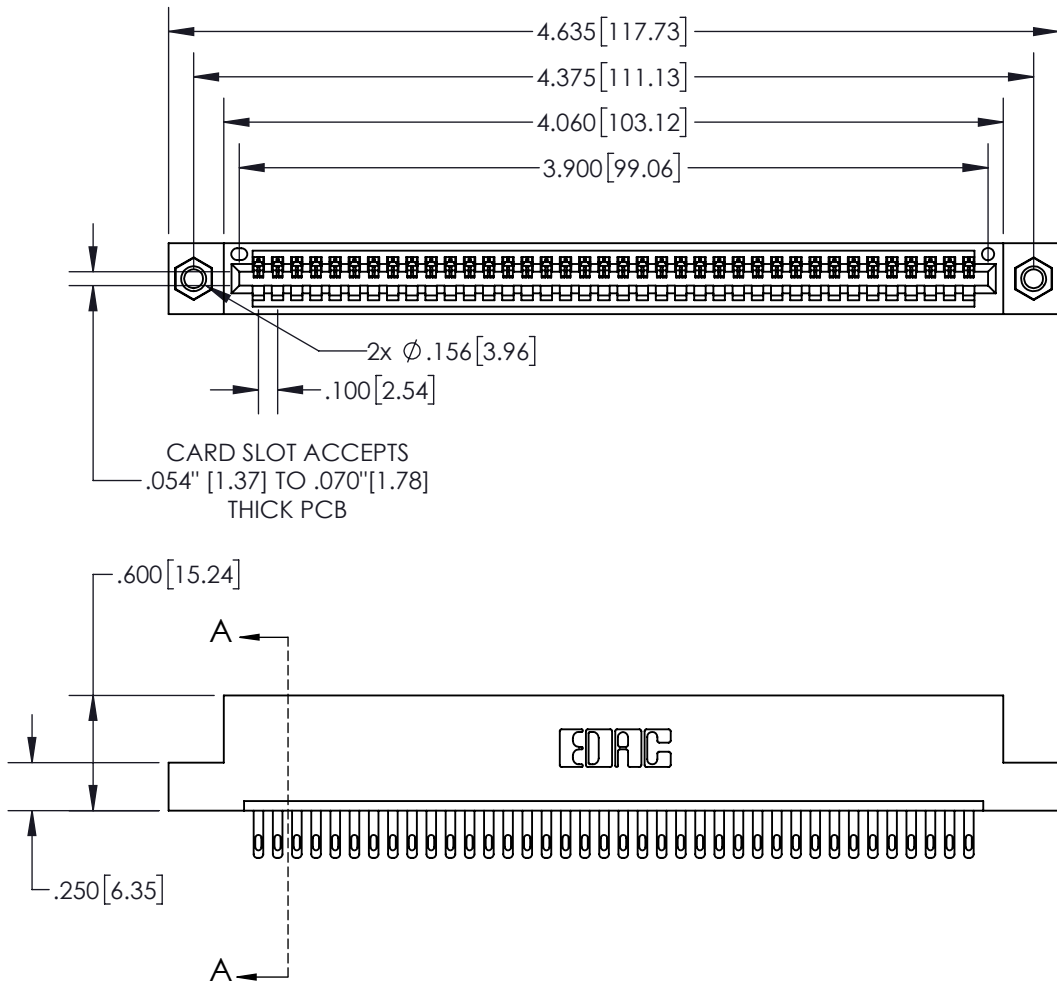 4.635[117.73]
4.375[111.13]
4.060[103.12]
3.900[99.06]
2x Ø.156[3.96]
.100[2.54]
CARD SLOT ACCEPTS
.054" [1.37] TO .070"[1.78]
THICK PCB
.600[15.24]
A
EDAC
.250[6.35]
A